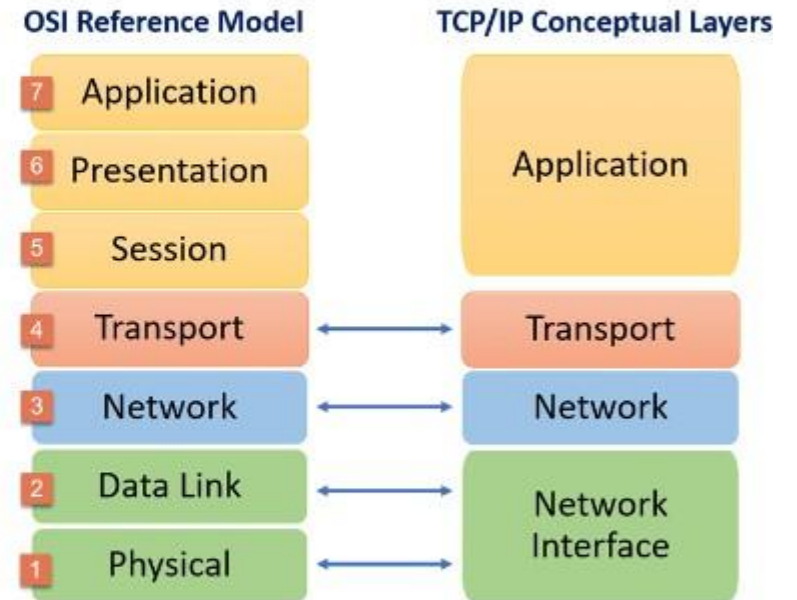 OSI Reference Model
TCP/IP Conceptual Layers
7 Application
6 Presentation
5 Session
4 Transport
3 Network
2 Data Link
1 Physical
Application
Transport
Network
Network
Interface